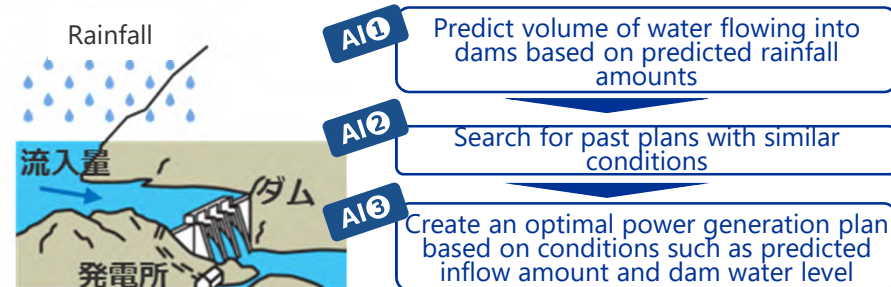 Rainfall
流入量
ダム
発電所
AI❶
Predict volume of water flowing into
dams based on predicted rainfall
amounts
AI❷
Search for past plans with similar
conditions
AI❸
Create an optimal power generation plan
based on conditions such as predicted
inflow amount and dam water level